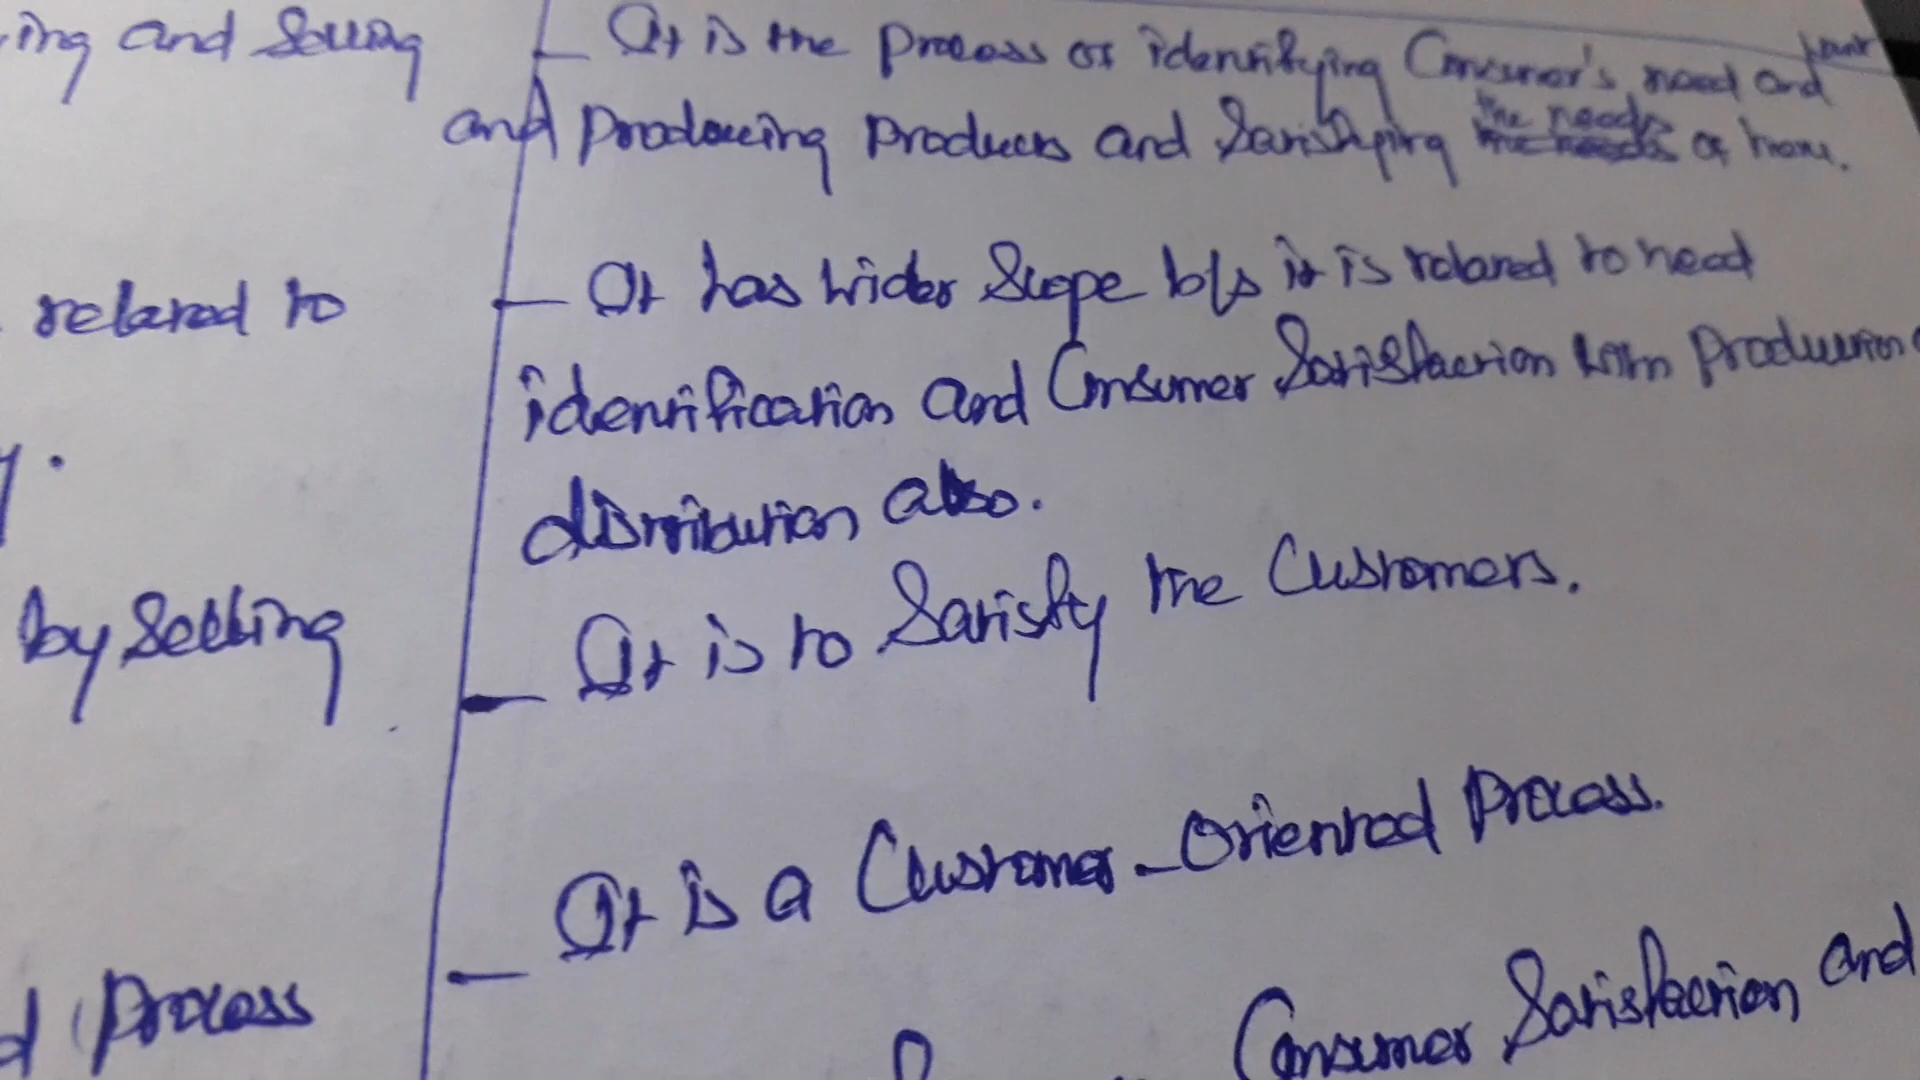 ing and Selling
It is the Process of identifying Consumer's need and want
and Producing Products and Satisfying the needs of them.
related to
It has wider Scope b/s it is related to need
identification and Consumer Satisfaction with Production
distribution also.
by Selling
It is to Satisfy the Customers.
It is a Customer-Oriented Process.
d Process
Consumer Satisfaction and